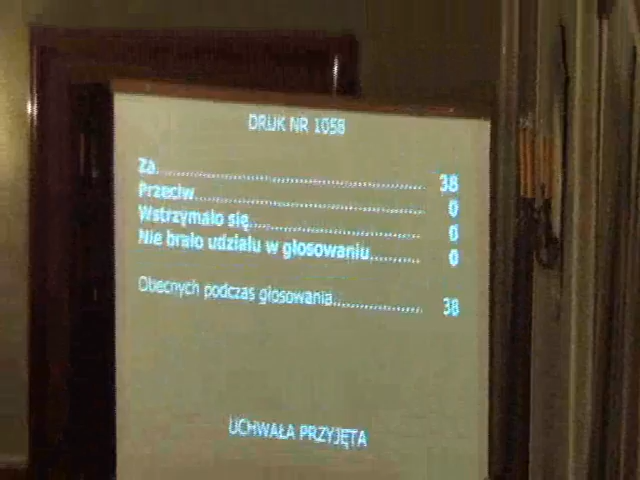 DRUK NR 1058
Za.................................................. 38
Przeciw............................................. 0
Wstrzymało się...................................... 0
Nie brało udziału w głosowaniu.......... 0
Obecnych podczas głosowania.................. 38
UCHWAŁA PRZYJĘTA